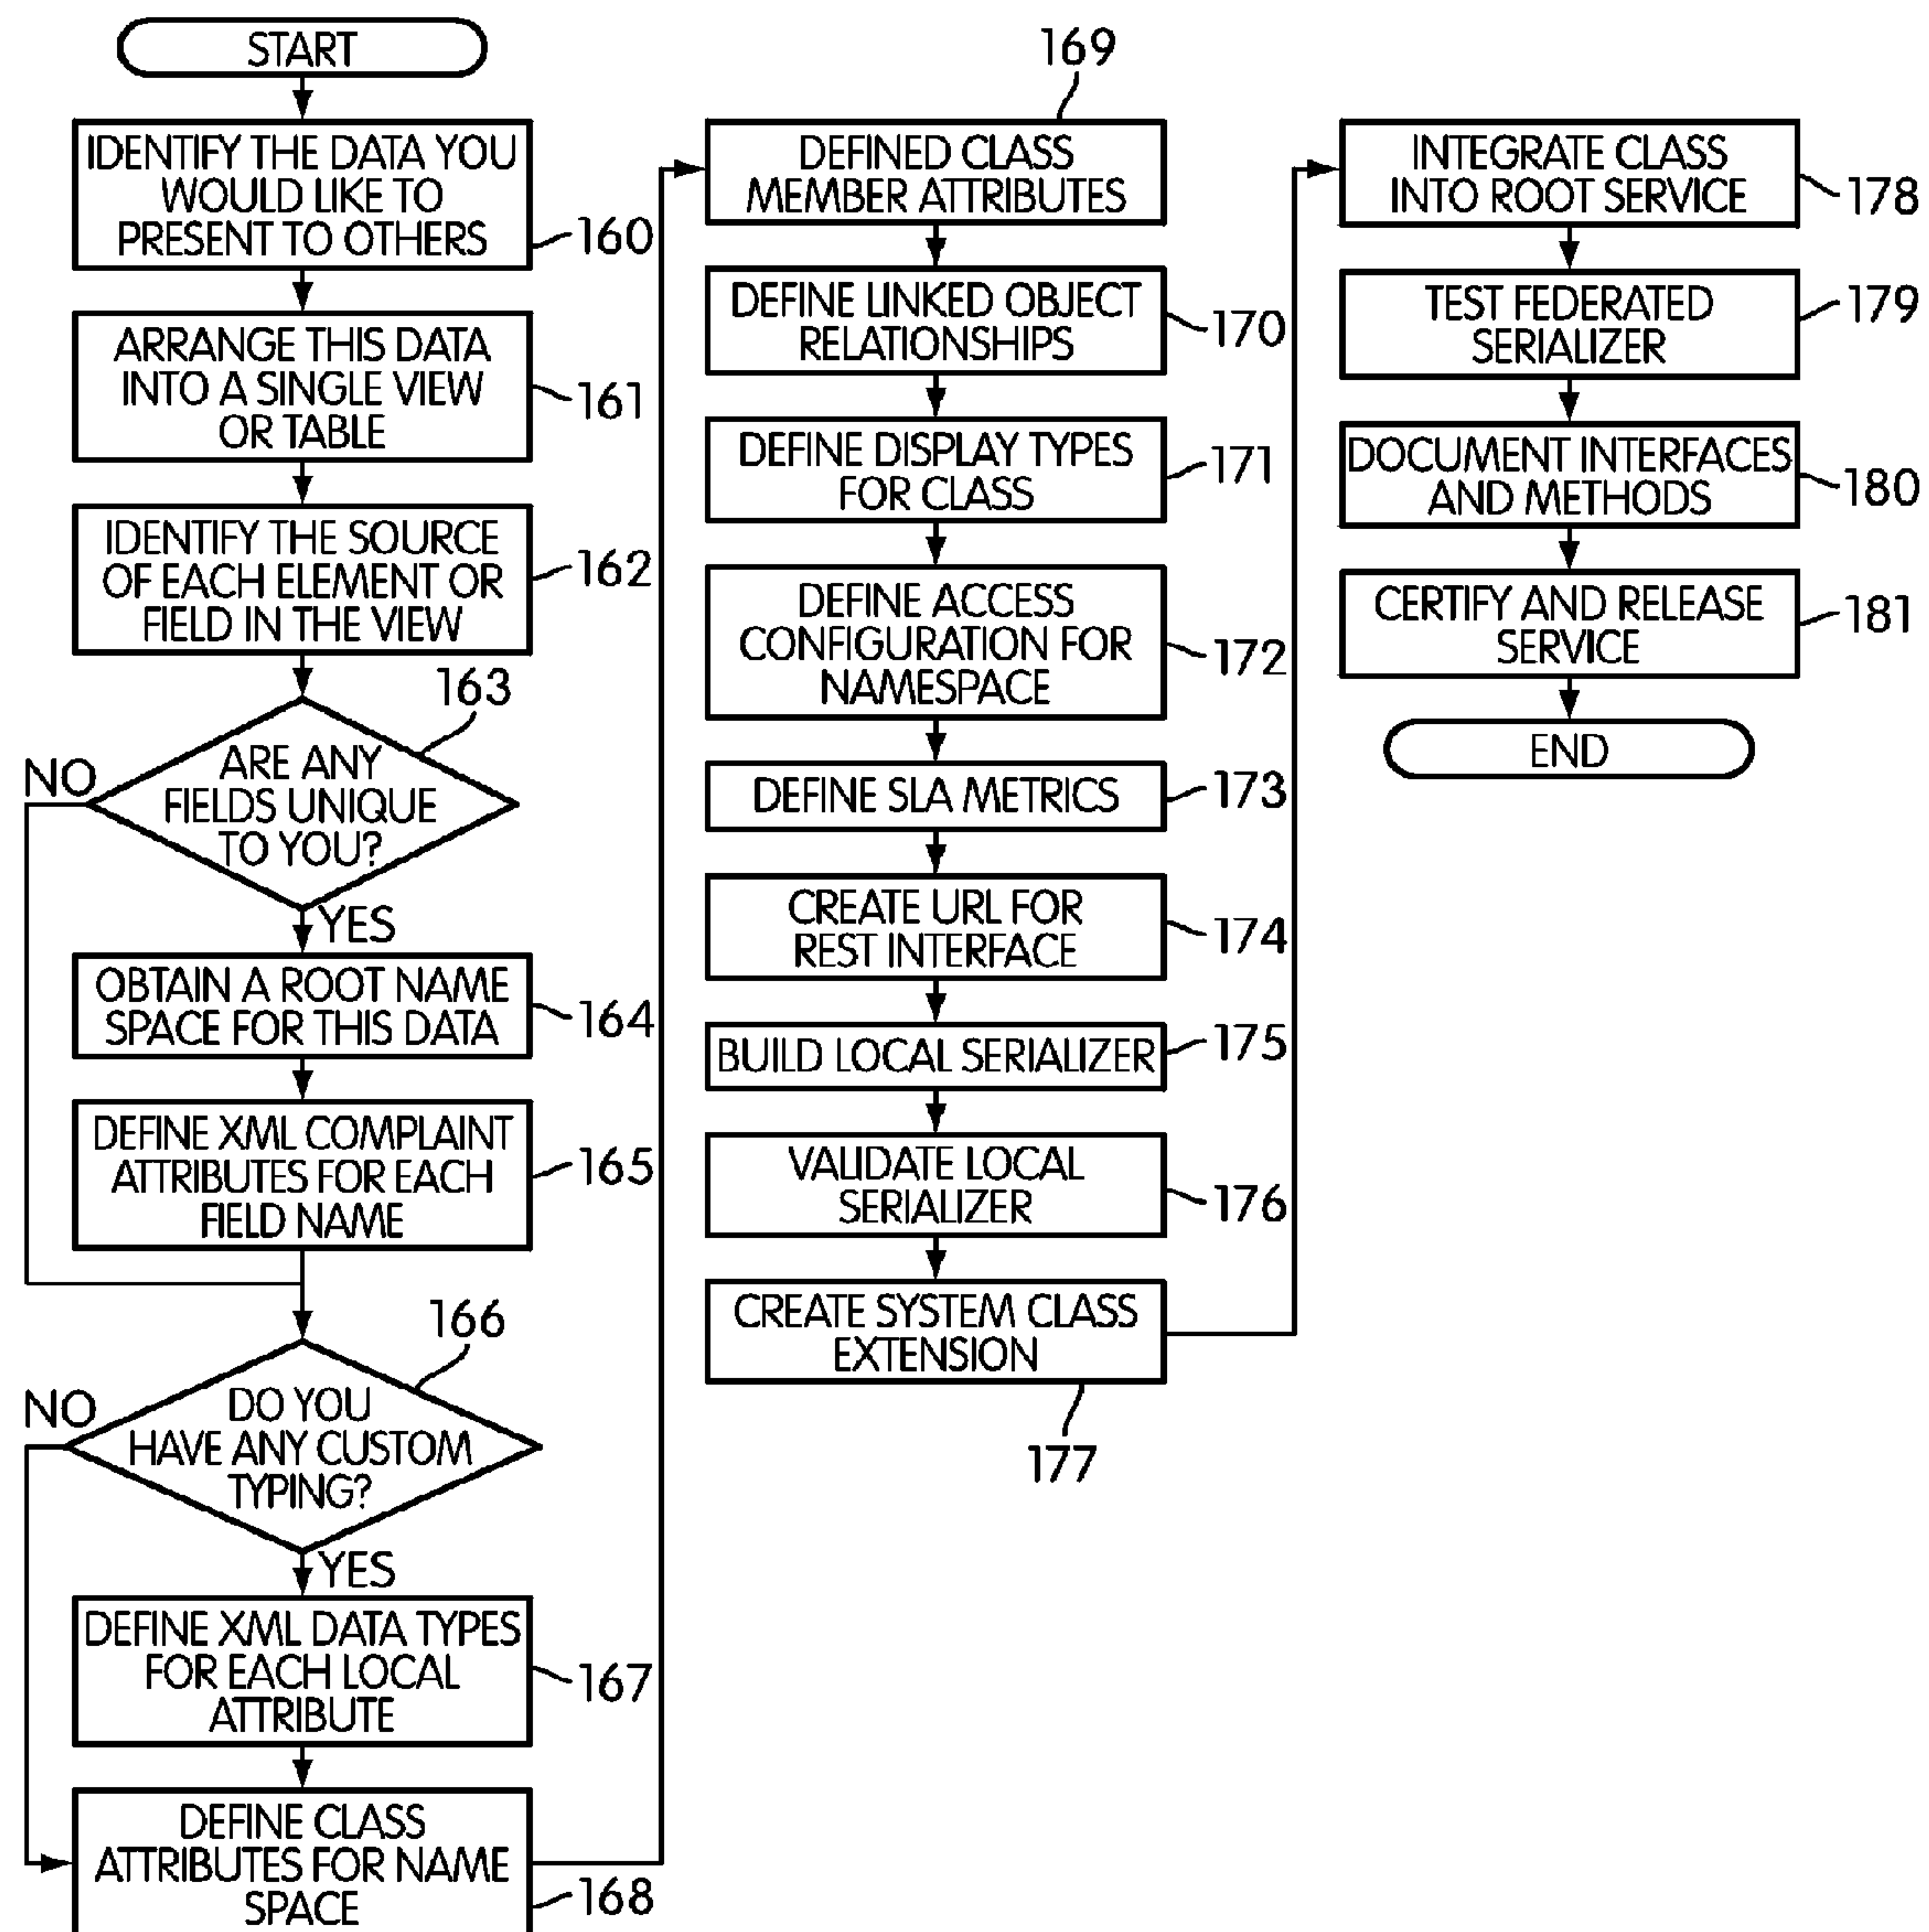 START
IDENTIFY THE DATA YOU
WOULD LIKE TO
PRESENT TO OTHERS
160
ARRANGE THIS DATA
INTO A SINGLE VIEW
OR TABLE
161
IDENTIFY THE SOURCE
OF EACH ELEMENT OR
FIELD IN THE VIEW
162
163
ARE ANY
FIELDS UNIQUE
TO YOU?
NO
YES
OBTAIN A ROOT NAME
SPACE FOR THIS DATA
164
DEFINE XML COMPLAINT
ATTRIBUTES FOR EACH
FIELD NAME
165
166
DO YOU
HAVE ANY CUSTOM
TYPING?
NO
YES
DEFINE XML DATA TYPES
FOR EACH LOCAL
ATTRIBUTE
167
DEFINE CLASS
ATTRIBUTES FOR NAME
SPACE
168
169
DEFINED CLASS
MEMBER ATTRIBUTES
DEFINE LINKED OBJECT
RELATIONSHIPS
170
DEFINE DISPLAY TYPES
FOR CLASS
171
DEFINE ACCESS
CONFIGURATION FOR
NAMESPACE
172
DEFINE SLA METRICS
173
CREATE URL FOR
REST INTERFACE
174
BUILD LOCAL SERIALIZER
175
VALIDATE LOCAL
SERIALIZER
176
CREATE SYSTEM CLASS
EXTENSION
177
INTEGRATE CLASS
INTO ROOT SERVICE
178
TEST FEDERATED
SERIALIZER
179
DOCUMENT INTERFACES
AND METHODS
180
CERTIFY AND RELEASE
SERVICE
181
END